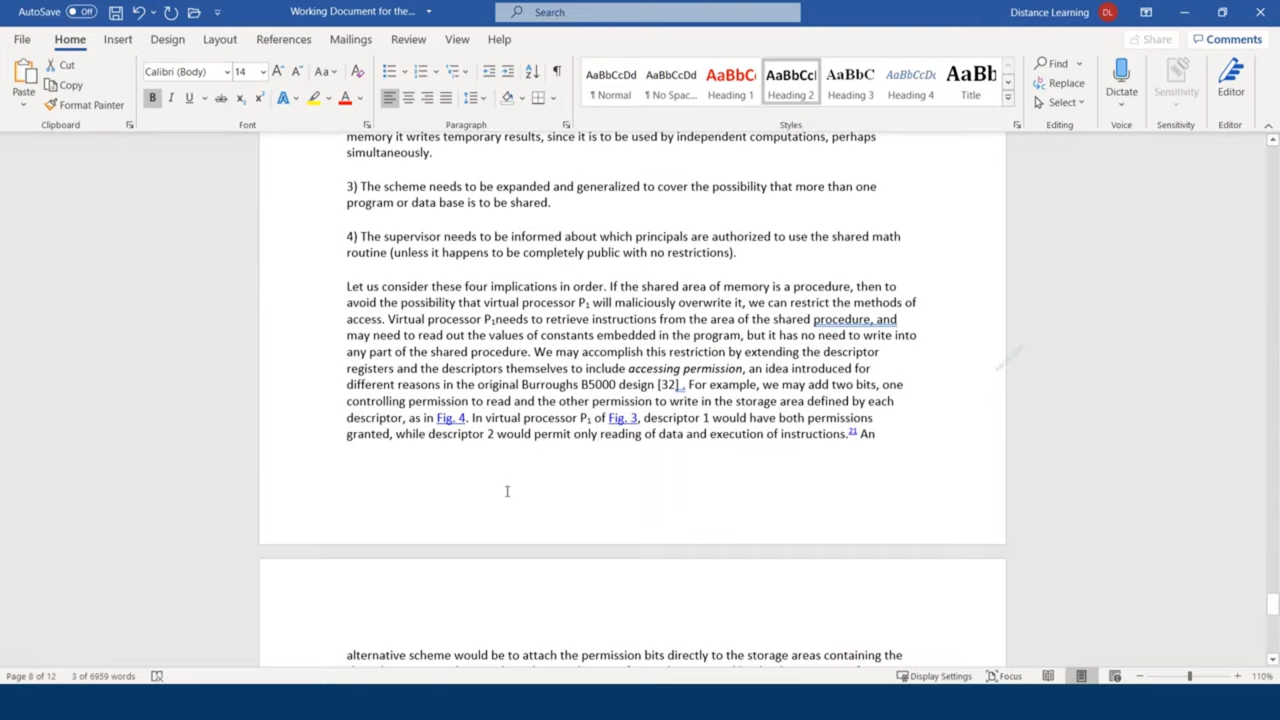 AutoSave Off Working Document for the... Search Distance Learning DL
File Home Insert Design Layout References Mailings Review View Help Share Comments
Paste Cut Copy Format Painter
Calibri (Body) 14
AaBbCcDd AaBbCcDd AaBbCc AaBbCcI AaBbC AaBbCcDc AaBb
¶ Normal ¶ No Spac... Heading 1 Heading 2 Heading 3 Heading 4 Title
Find Replace Select Dictate Sensitivity Editor
Clipboard Font Paragraph Styles Editing Voice Sensitivity Editor
memory it writes temporary results, since it is to be used by independent computations, perhaps
simultaneously.
3) The scheme needs to be expanded and generalized to cover the possibility that more than one
program or data base is to be shared.
4) The supervisor needs to be informed about which principals are authorized to use the shared math
routine (unless it happens to be completely public with no restrictions).
Let us consider these four implications in order. If the shared area of memory is a procedure, then to
avoid the possibility that virtual processor P₁ will maliciously overwrite it, we can restrict the methods of
access. Virtual processor P₁needs to retrieve instructions from the area of the shared procedure, and
may need to read out the values of constants embedded in the program, but it has no need to write into
any part of the shared procedure. We may accomplish this restriction by extending the descriptor
registers and the descriptors themselves to include accessing permission, an idea introduced for
different reasons in the original Burroughs B5000 design [32] . For example, we may add two bits, one
controlling permission to read and the other permission to write in the storage area defined by each
descriptor, as in Fig. 4. In virtual processor P₁ of Fig. 3, descriptor 1 would have both permissions
granted, while descriptor 2 would permit only reading of data and execution of instructions.²¹ An
alternative scheme would be to attach the permission bits directly to the storage areas containing the
Page 8 of 12 3 of 6959 words Display Settings Focus 110%